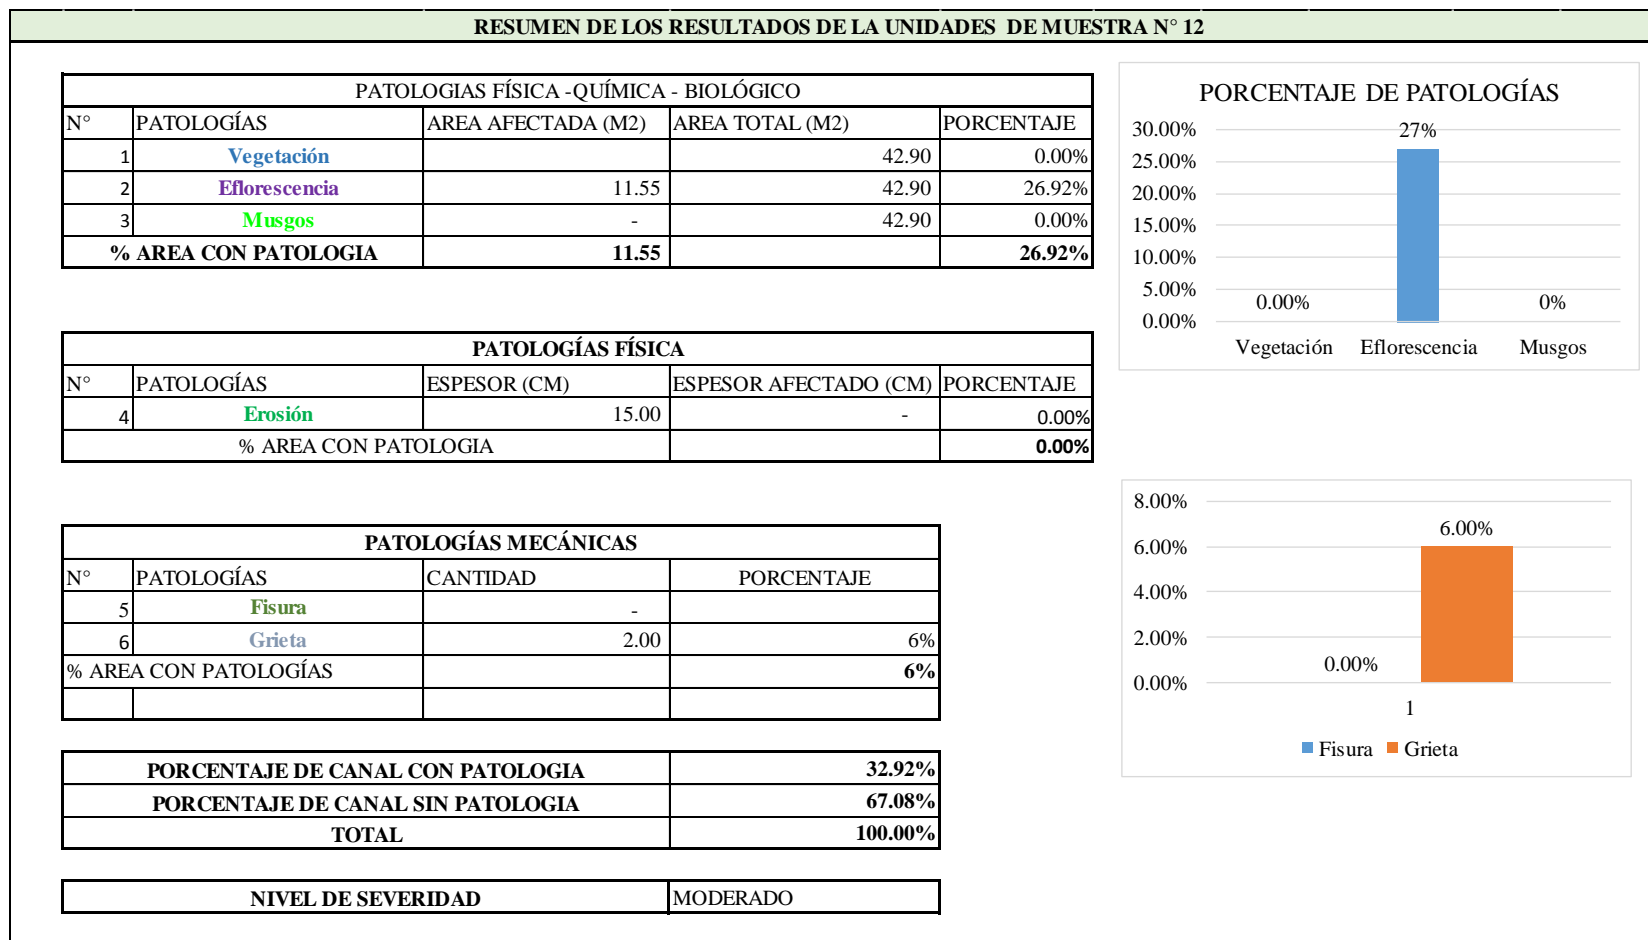 RESUMEN DE LOS RESULTADOS DE LA UNIDADES DE MUESTRA N° 12
PATOLOGIAS FÍSICA -QUÍMICA - BIOLÓGICO
N° PATOLOGÍAS AREA AFECTADA (M2) AREA TOTAL (M2) PORCENTAJE
1 Vegetación 42.90 0.00%
2 Eflorescencia 11.55 42.90 26.92%
3 Musgos - 42.90 0.00%
% AREA CON PATOLOGIA 11.55 26.92%
PATOLOGÍAS FÍSICA
N° PATOLOGÍAS ESPESOR (CM) ESPESOR AFECTADO (CM) PORCENTAJE
4 Erosión 15.00 - 0.00%
% AREA CON PATOLOGIA 0.00%
PATOLOGÍAS MECÁNICAS
N° PATOLOGÍAS CANTIDAD PORCENTAJE
5 Fisura -
6 Grieta 2.00 6%
% AREA CON PATOLOGÍAS 6%
PORCENTAJE DE CANAL CON PATOLOGIA 32.92%
PORCENTAJE DE CANAL SIN PATOLOGIA 67.08%
TOTAL 100.00%
NIVEL DE SEVERIDAD MODERADO
PORCENTAJE DE PATOLOGÍAS
30.00%
25.00%
20.00%
15.00%
10.00%
5.00%
0.00%
0.00% 27% 0%
Vegetación Eflorescencia Musgos
8.00%
6.00%
4.00%
2.00%
0.00%
0.00% 6.00%
1
Fisura Grieta